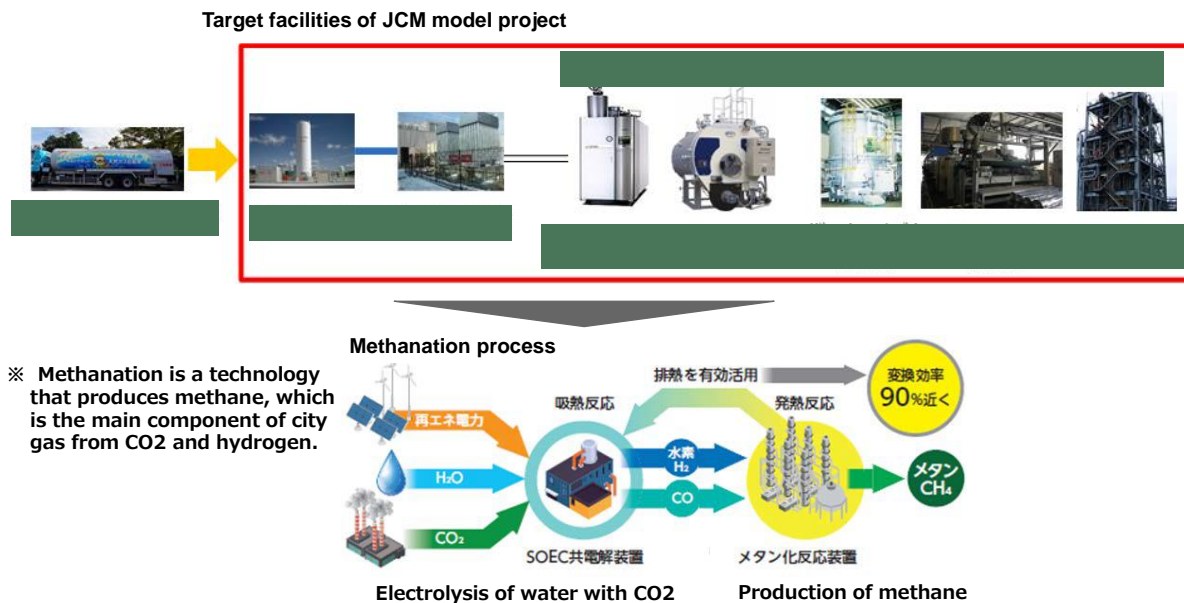 Target facilities of JCM model project
Methanation process
※ Methanation is a technology
that produces methane, which
is the main component of city
gas from CO2 and hydrogen.
排熱を有効活用
変換効率
90%近く
吸熱反応
発熱反応
再エネ電力
水素
H₂
H₂O
メタン
CH₄
CO
CO₂
SOEC共電解装置
メタン化反応装置
Electrolysis of water with CO2
Production of methane